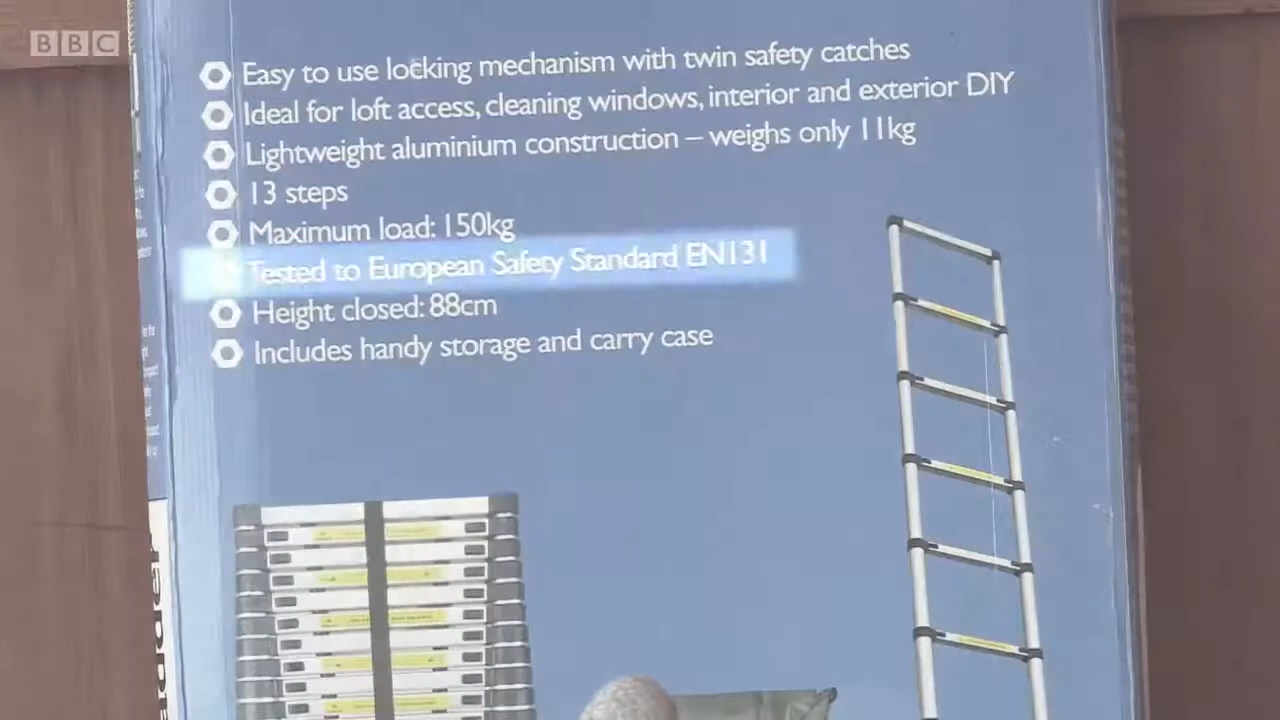 BBC
Easy to use locking mechanism with twin safety catches
Ideal for loft access, cleaning windows, interior and exterior DIY
Lightweight aluminium construction – weighs only 11kg
13 steps
Maximum load: 150kg
Tested to European Safety Standard EN131
Height closed: 88cm
Includes handy storage and carry case